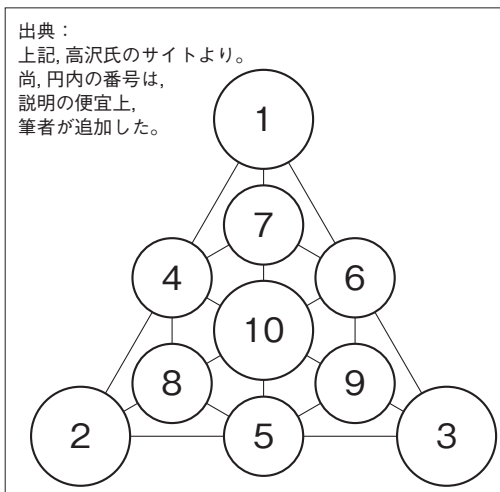 出典：
上記, 高沢氏のサイトより。
尚, 円内の番号は,
説明の便宜上,
筆者が追加した。
1
7
4
6
10
8
9
2
5
3